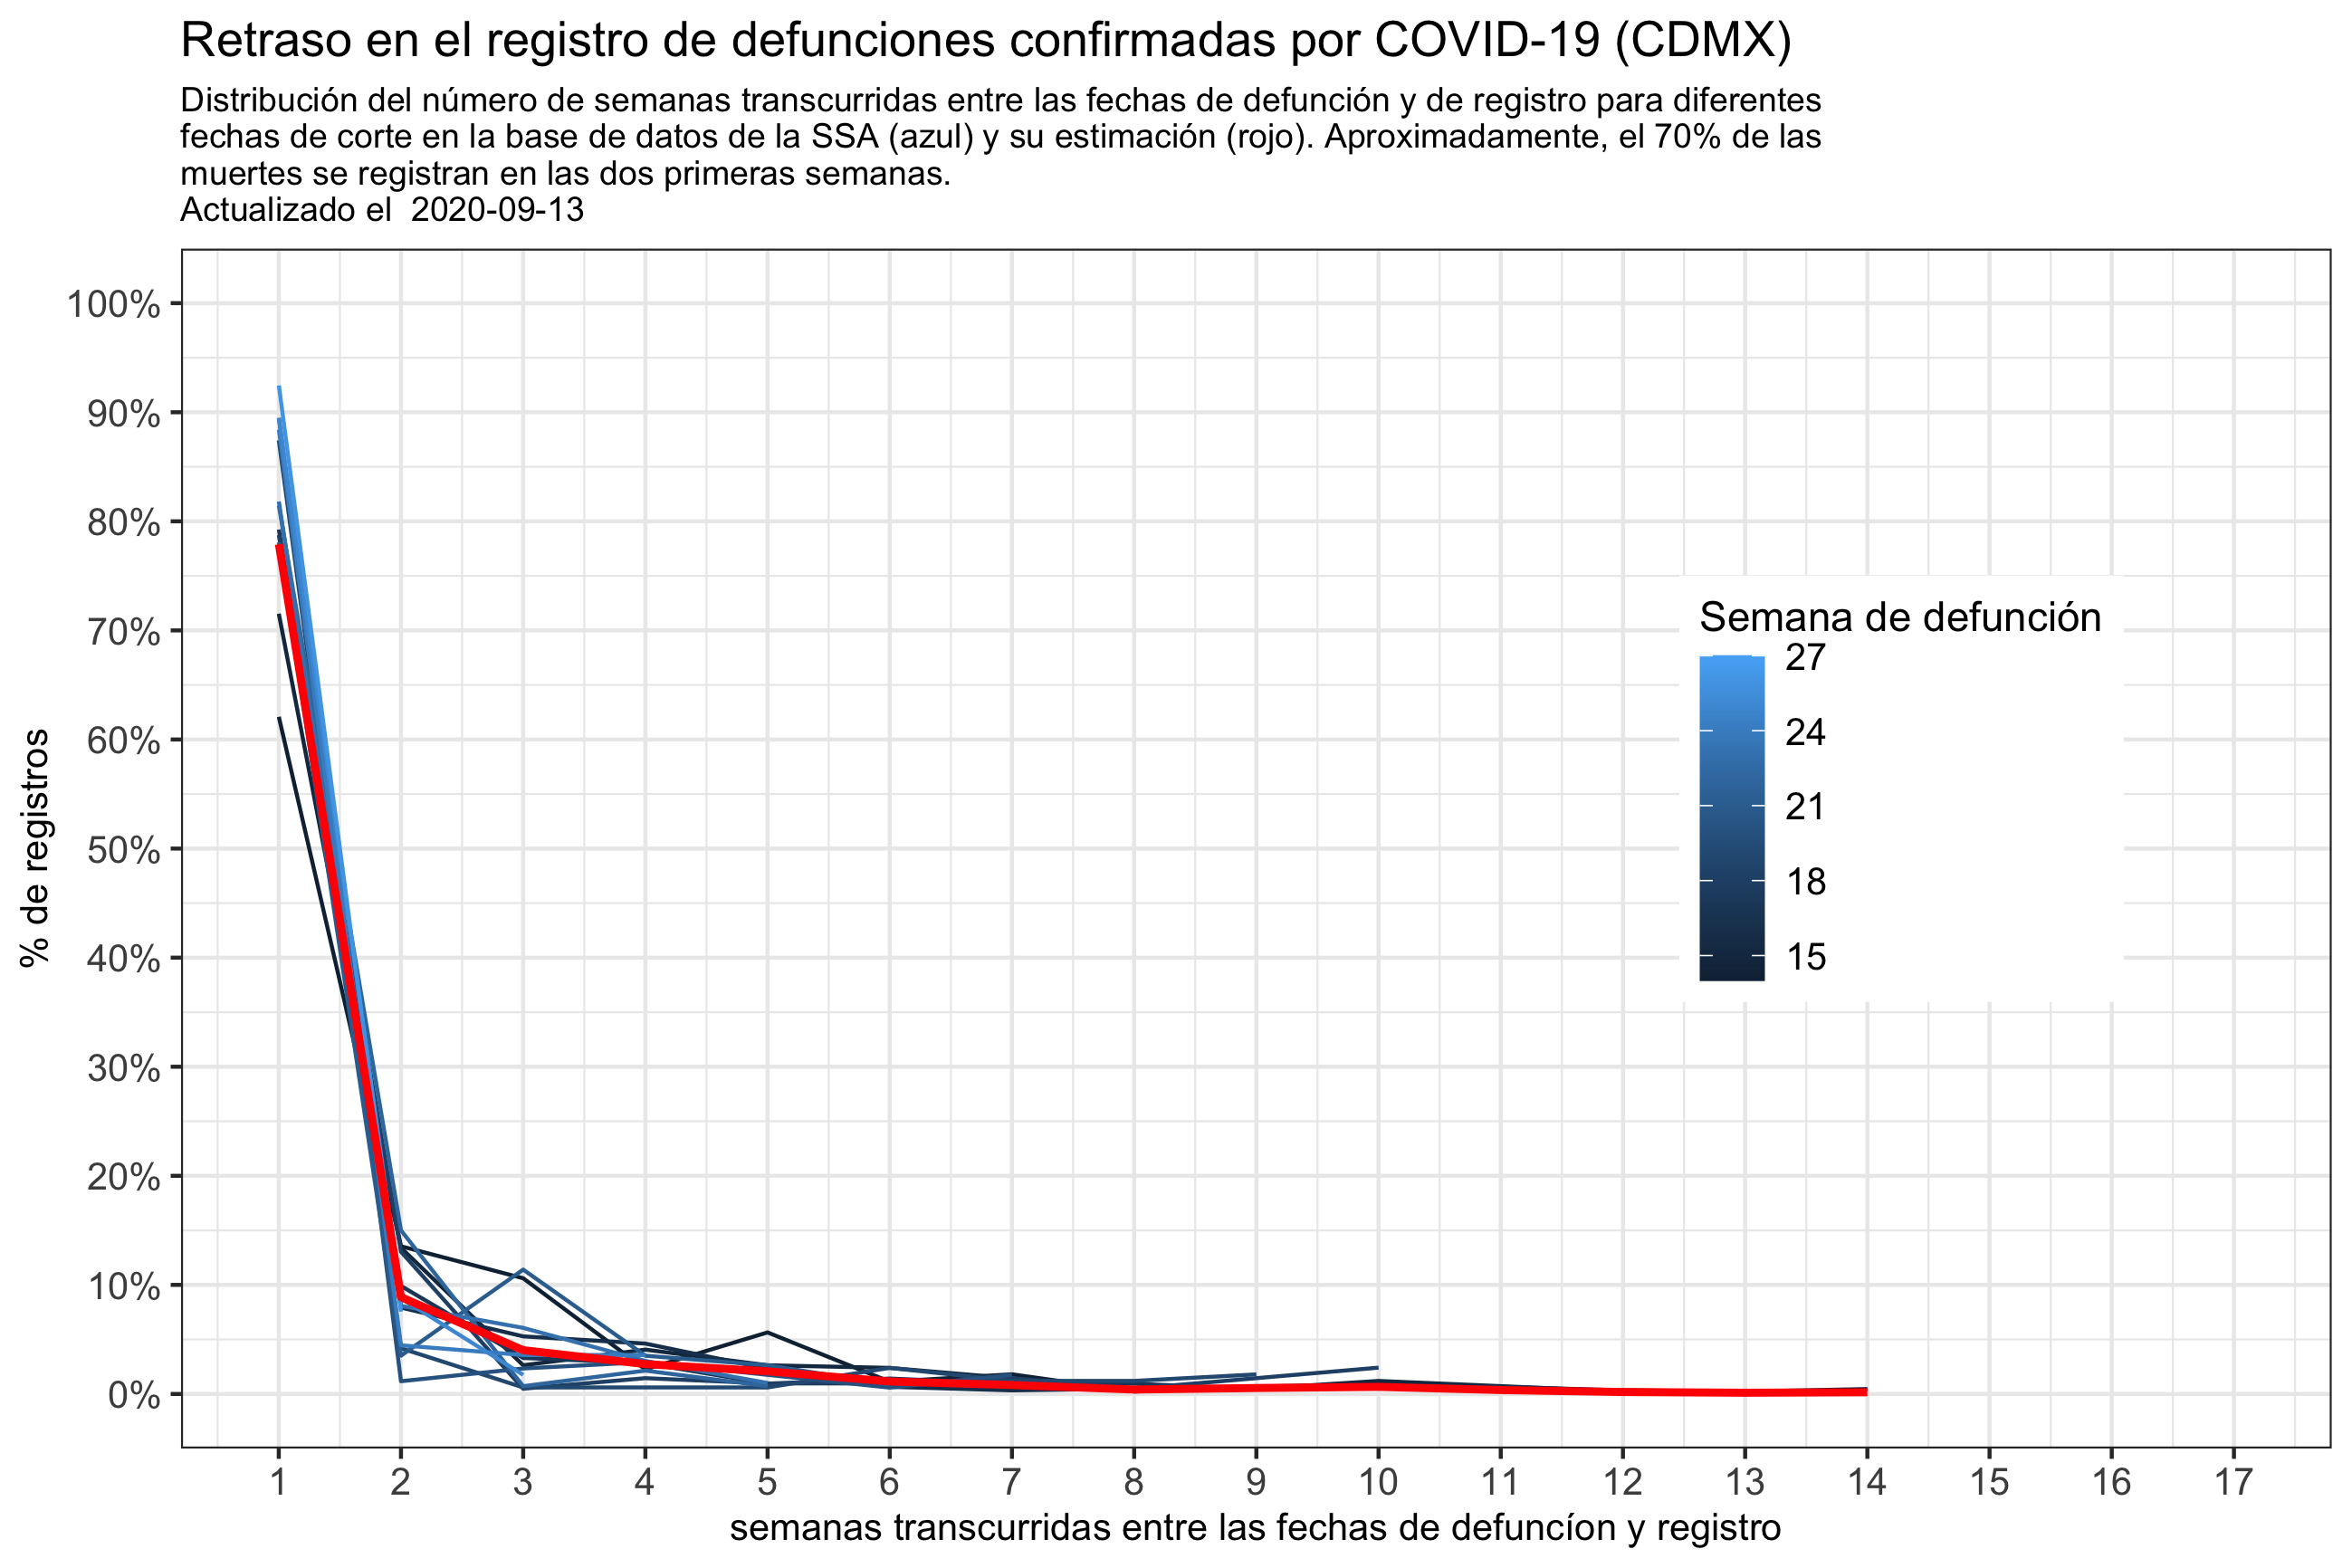 Retraso en el registro de defunciones confirmadas por COVID-19 (CDMX)
Distribución del número de semanas transcurridas entre las fechas de defunción y de registro para diferentes
fechas de corte en la base de datos de la SSA (azul) y su estimación (rojo). Aproximadamente, el 70% de las
muertes se registran en las dos primeras semanas.
Actualizado el  2020-09-13
100%
90%
80%
70%
60%
50%
40%
30%
20%
10%
0%
% de registros
Semana de defunción
27
24
21
18
15
1 2 3 4 5 6 7 8 9 10 11 12 13 14 15 16 17
semanas transcurridas entre las fechas de defuncíon y registro